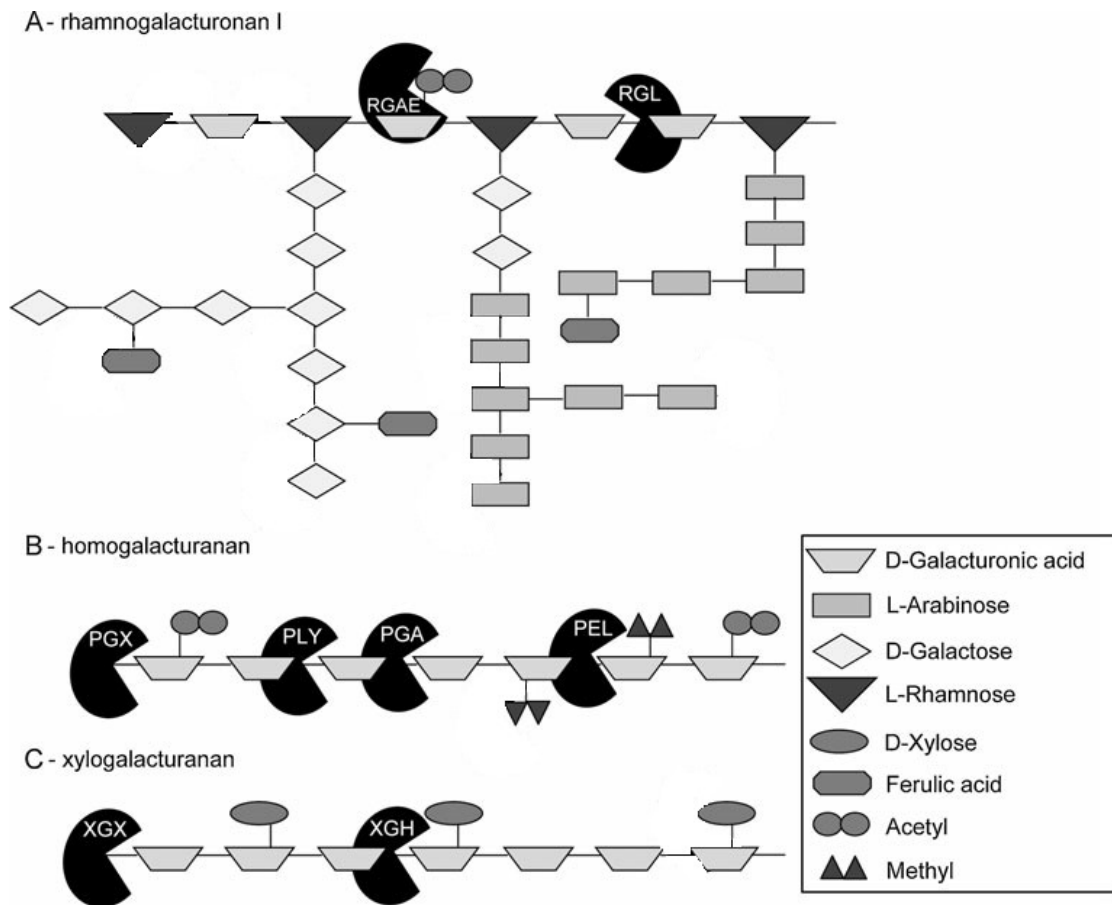 A - rhamnogalacturonan I
RGAE
RGL
B - homogalacturanan
PGX
PLY
PGA
PEL
C - xylogalacturanan
XGX
XGH
D-Galacturonic acid
L-Arabinose
D-Galactose
L-Rhamnose
D-Xylose
Ferulic acid
Acetyl
Methyl